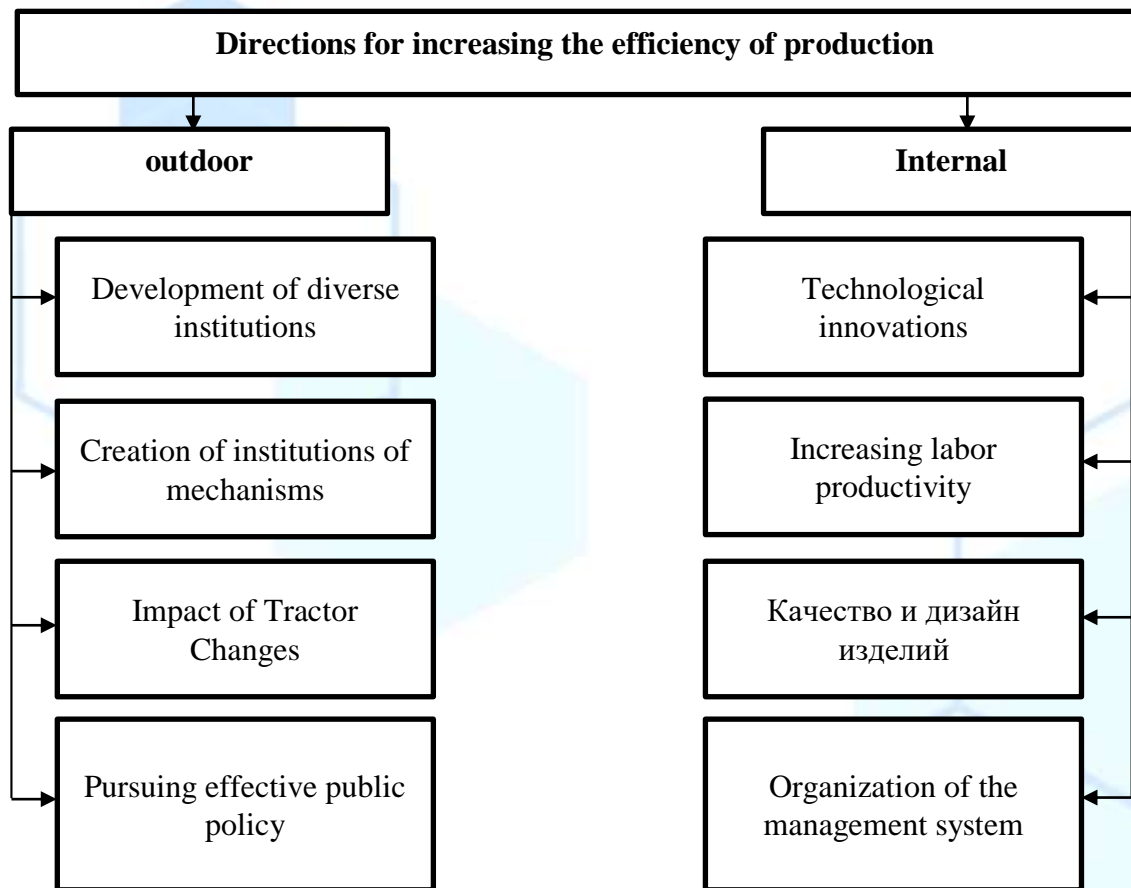 Directions for increasing the efficiency of production
outdoor
Internal
Development of diverse
institutions
Technological
innovations
Creation of institutions of
mechanisms
Increasing labor
productivity
Impact of Tractor
Changes
Качество и дизайн
изделий
Pursuing effective public
policy
Organization of the
management system